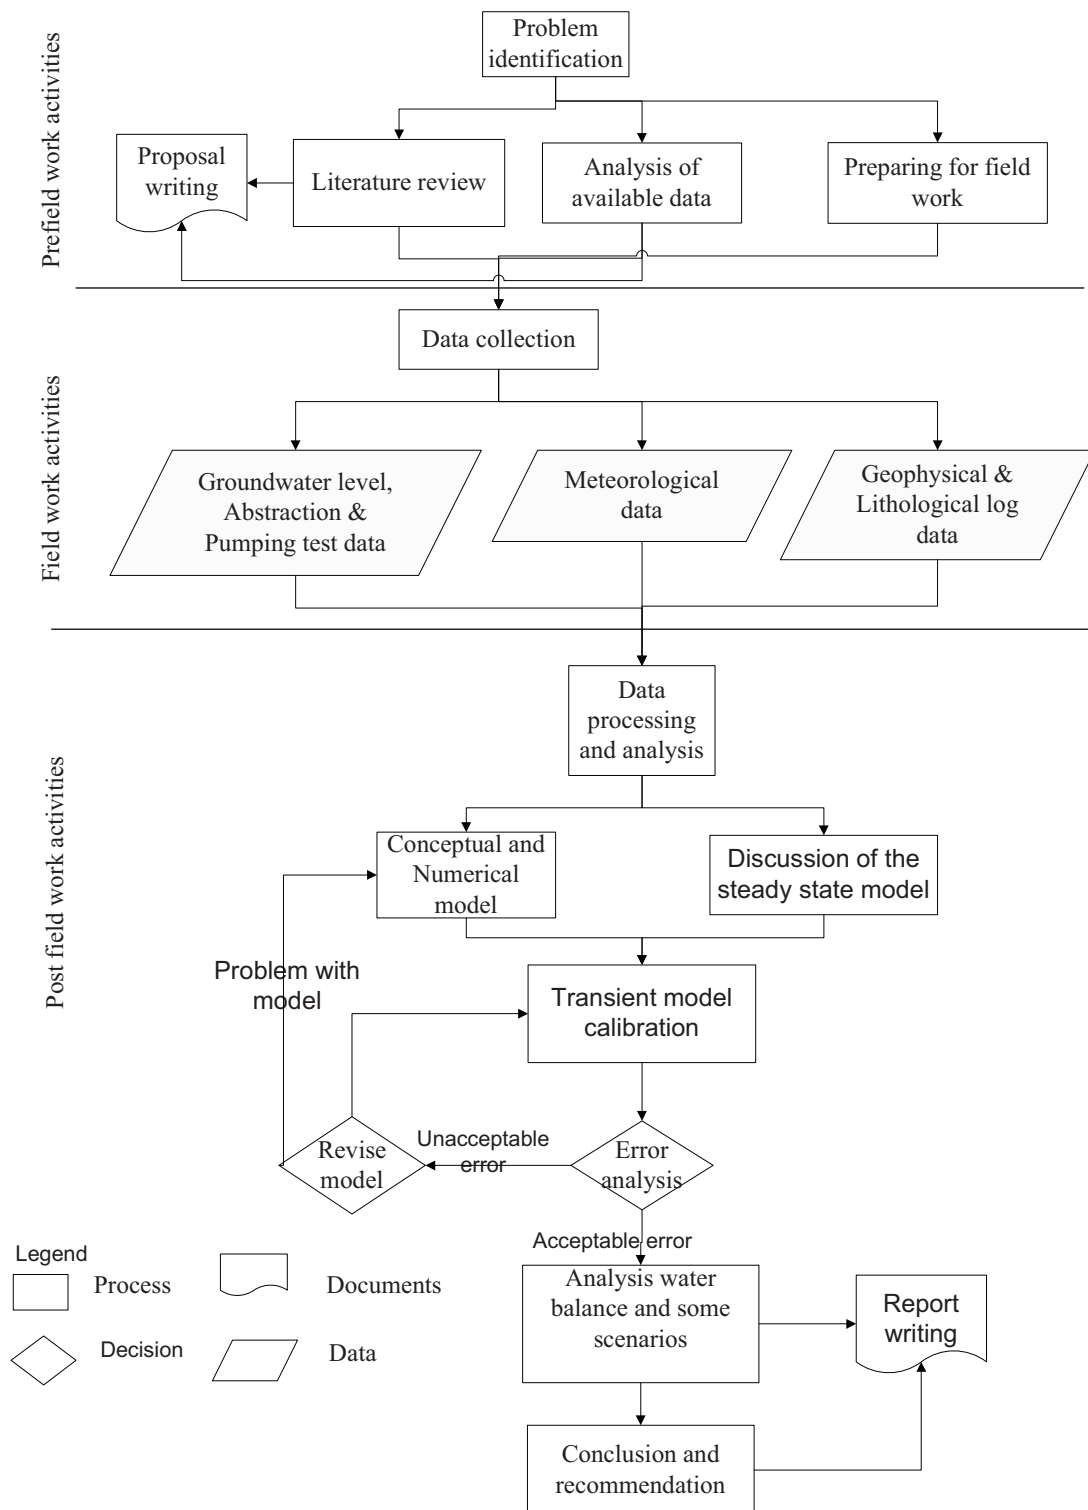 Prefield work activities
Problem
identification
Proposal
writing
Literature review
Analysis of
available data
Preparing for field
work
Field work activities
Data collection
Groundwater level,
Abstraction &
Pumping test data
Meteorological
data
Geophysical &
Lithological log
data
Post field work activities
Data
processing
and analysis
Conceptual and
Numerical
model
Discussion of the
steady state model
Problem with
model
Transient model
calibration
Revise
model
Unacceptable
error
Error
analysis
Acceptable error
Analysis water
balance and some
scenarios
Report
writing
Conclusion and
recommendation
Legend
Process
Documents
Decision
Data